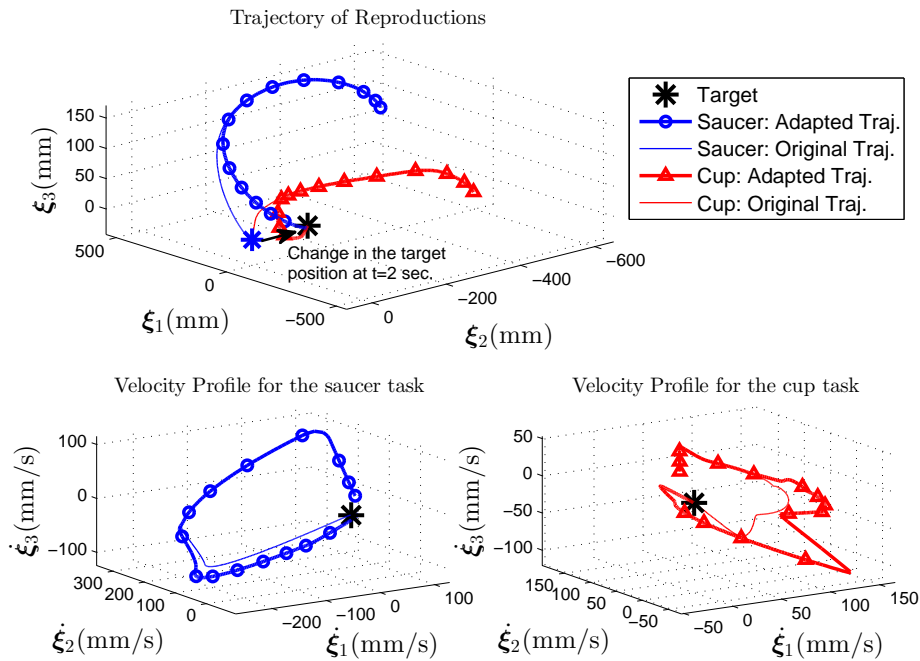 Trajectory of Reproductions
150
100
50
0
ξ3(mm)
500
0
−500
ξ1(mm)
0
−200
−400
−600
ξ2(mm)
Change in the target
position at t=2 sec.
Target
Saucer: Adapted Traj.
Saucer: Original Traj.
Cup: Adapted Traj.
Cup: Original Traj.
Velocity Profile for the saucer task
100
0
−100
ξ̇3(mm/s)
300
200
100
0
ξ̇2(mm/s)
−200
−100
0
100
ξ̇1(mm/s)
Velocity Profile for the cup task
50
0
−50
−100
ξ̇3(mm/s)
150
100
50
0
−50
ξ̇2(mm/s)
−50
0
50
100
150
ξ̇1(mm/s)